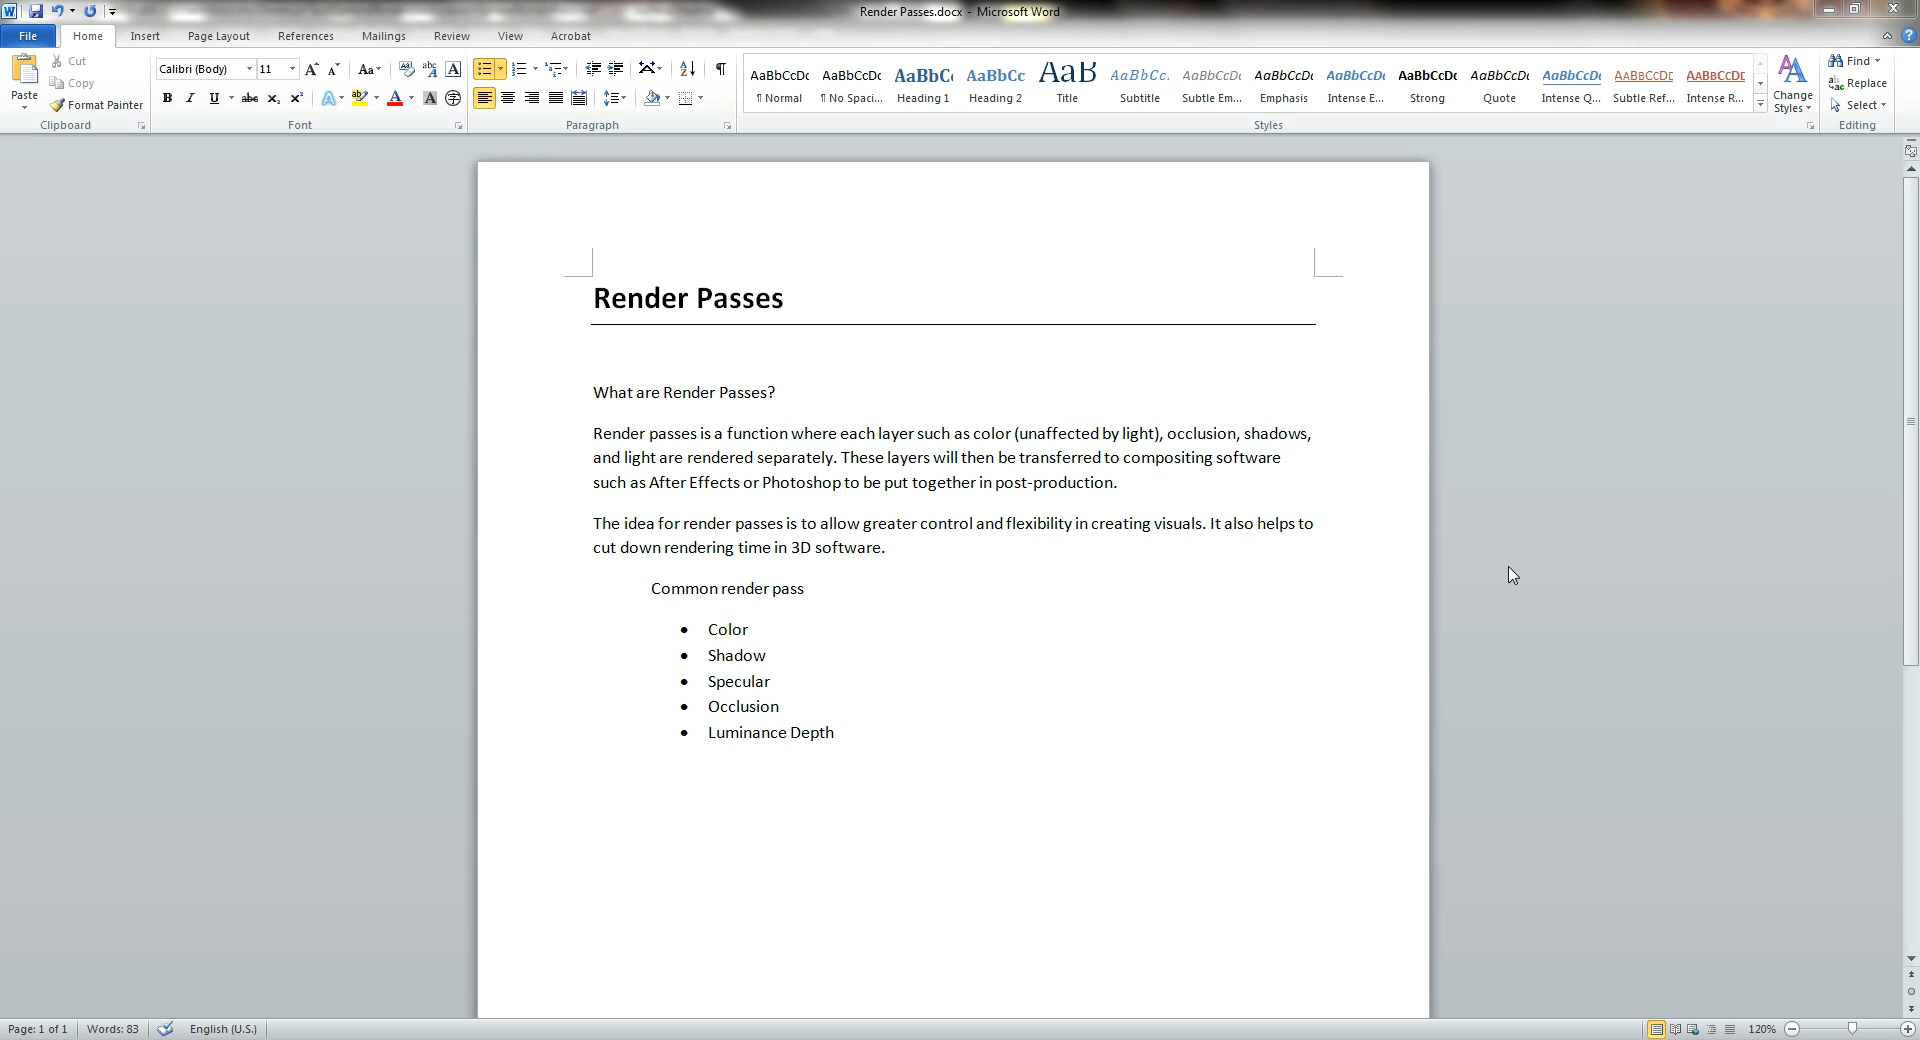 Render Passes.docx - Microsoft Word
File Home Insert Page Layout References Mailings Review View Acrobat
Paste
Cut
Copy
Format Painter
Clipboard
Calibri (Body) 11
Font
Paragraph
AaBbCcDc AaBbCcDc AaBbC AaBbCc AaB AaBbCc. AaBbCcDc AaBbCcDc AaBbCcDc AaBbCcDc AaBbCcDc AaBbCcDc AaBbCcDc AaBbCcDc
¶ Normal ¶ No Spaci... Heading 1 Heading 2 Title Subtitle Subtle Em... Emphasis Intense E... Strong Quote Intense Q... Subtle Ref... Intense R...
Styles
Change
Styles
Find
Replace
Select
Editing
Render Passes
What are Render Passes?
Render passes is a function where each layer such as color (unaffected by light), occlusion, shadows,
and light are rendered separately. These layers will then be transferred to compositing software
such as After Effects or Photoshop to be put together in post-production.
The idea for render passes is to allow greater control and flexibility in creating visuals. It also helps to
cut down rendering time in 3D software.
Common render pass
• Color
• Shadow
• Specular
• Occlusion
• Luminance Depth
Page: 1 of 1 Words: 83 English (U.S.) 120%